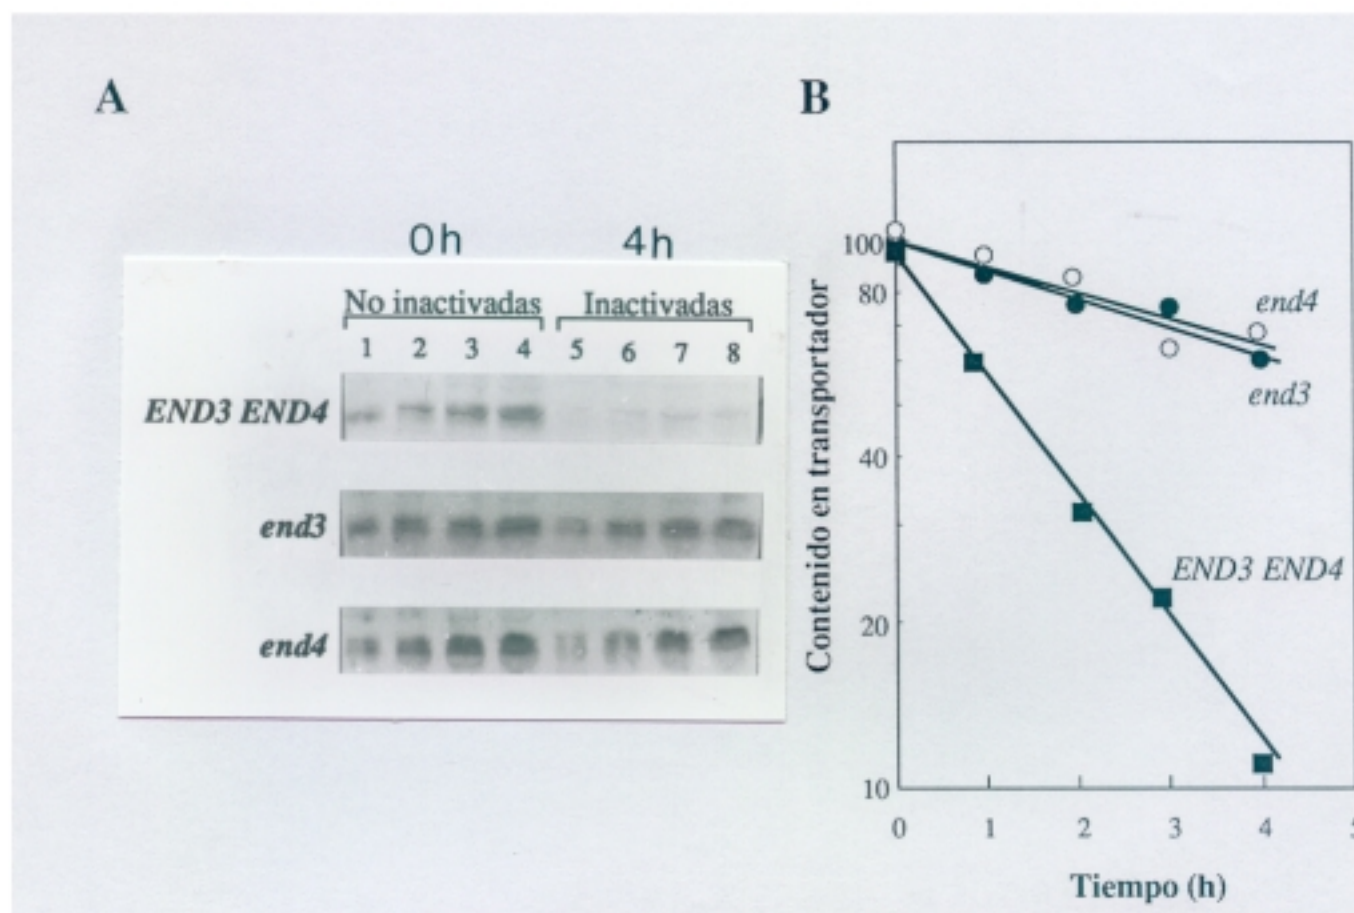 A
B
0h 4h
No inactivadas Inactivadas
1 2 3 4 5 6 7 8
END3 END4
end3
end4
Contenido en transportador
100
80
40
20
10
end4
end3
END3 END4
0 1 2 3 4 5
Tiempo (h)